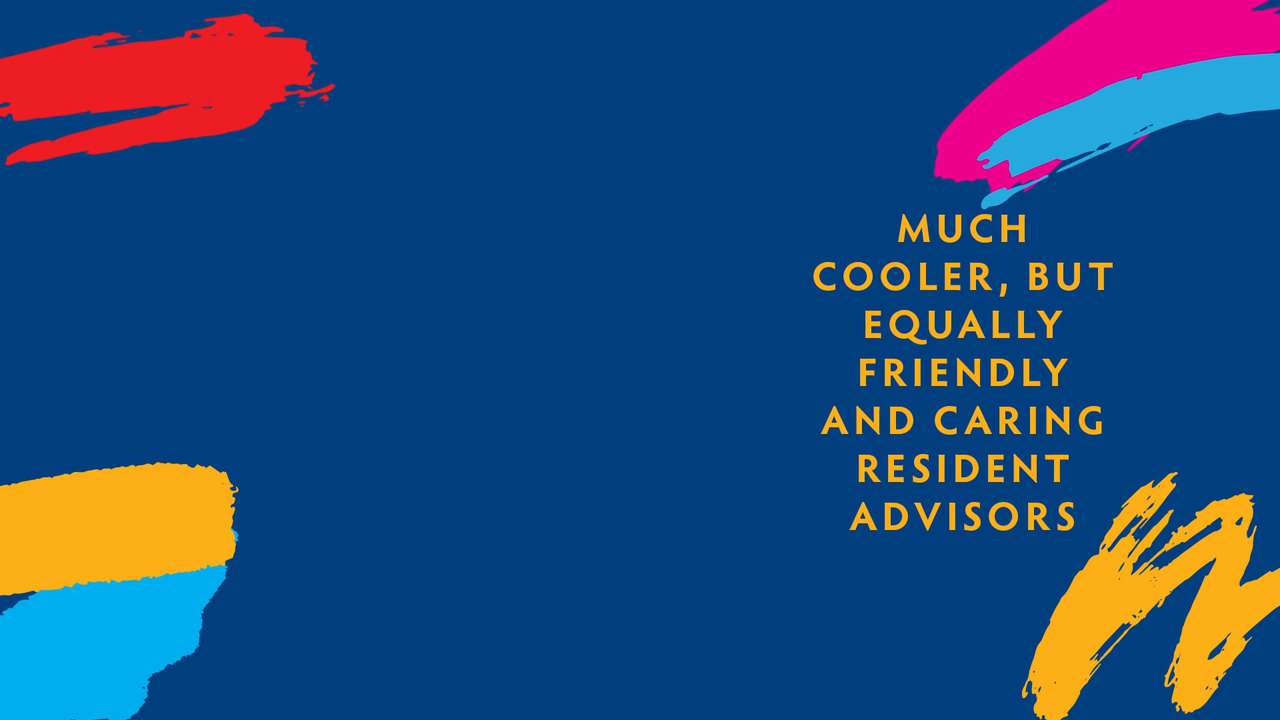 MUCH
COOLER, BUT
EQUALLY
FRIENDLY
AND CARING
RESIDENT
ADVISORS